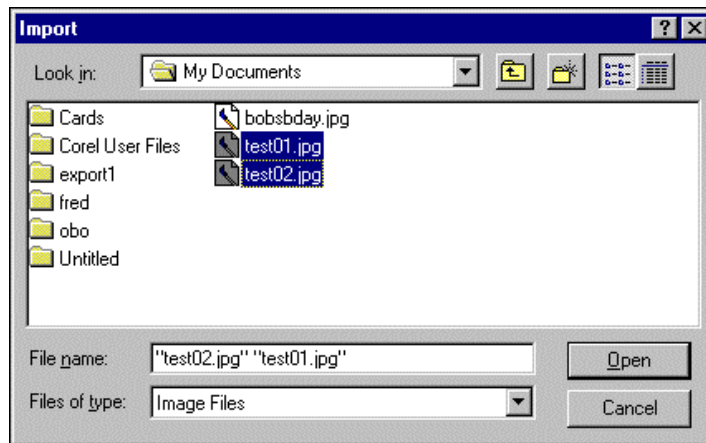 Import
Look in: My Documents
Cards bobsbday.jpg
Corel User Files test01.jpg
export1 test02.jpg
fred
obo
Untitled
File name: "test02.jpg" "test01.jpg" Open
Files of type: Image Files Cancel